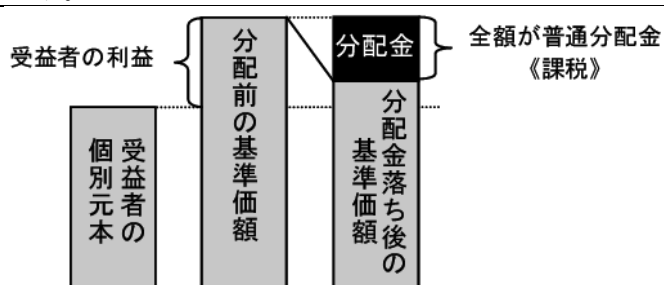 受益者の利益
受益者の
個別元本
分配前の基準価額
分配金
分配金落ち後の
基準価額
全額が普通分配金
《課税》